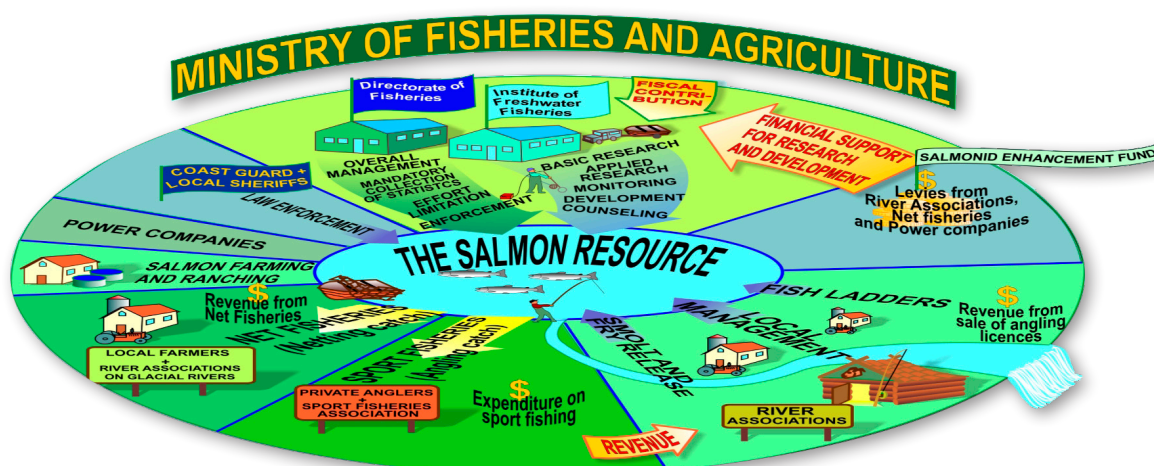 MINISTRY OF FISHERIES AND AGRICULTURE
Directorate of
Fisheries
Institute of
Freshwater
Fisheries
FISCAL
CONTRI-
BUTION
FINANCIAL SUPPORT
FOR RESEARCH
AND DEVELOPMENT
SALMONID ENHANCEMENT FUND
$
Levies from
River Associations,
Net fisheries
and Power companies
OVERALL
MANAGEMENT
MANDATORY
COLLECTION
OF STATISTCS
EFFORT
LIMITATION
ENFORCEMENT
BASIC RESEARCH
APPLIED
RESEARCH
MONITORING
DEVELOPMENT
COUNSELING
COAST GUARD +
LOCAL SHERIFFS
LAW ENFORCEMENT
POWER COMPANIES
SALMON FARMING
AND RANCHING
THE SALMON RESOURCE
$
Revenue from
Net Fisheries
NET FISHERIES
(Netting catch)
LOCAL FARMERS
+
RIVER ASSOCIATIONS
ON GLACIAL RIVERS
SPORT FISHERIES
(Angling catch)
PRIVATE ANGLERS
+
SPORT FISHERIES
ASSOCIATION
$
Expenditure on
sport fishing
REVENUE
SMOLT AND
FRY RELEASE
LOCAL
MANAGEMENT
FISH LADDERS
$
Revenue from
sale of angling
licences
RIVER
ASSOCIATIONS